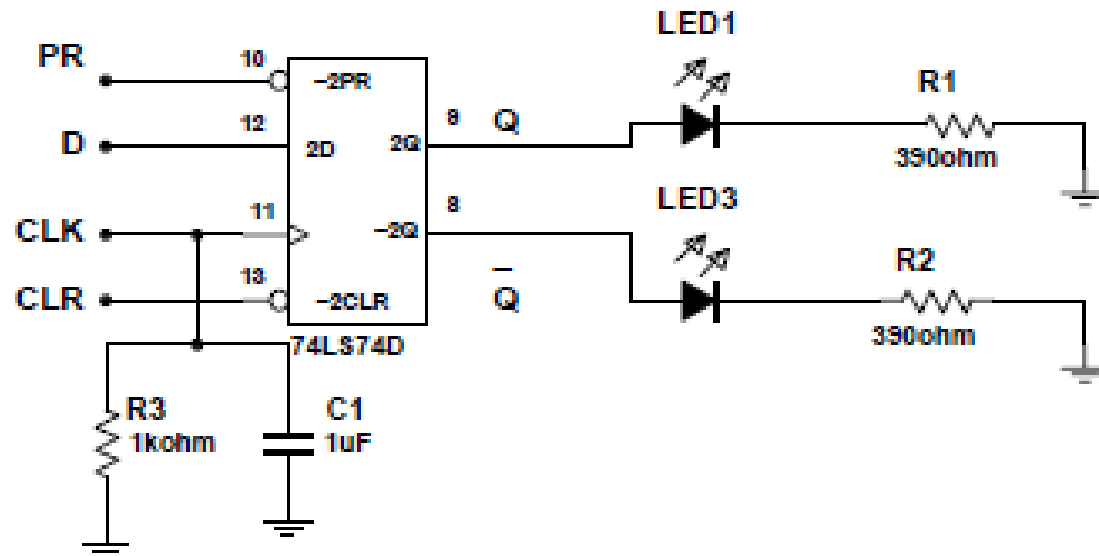 LED1
PR
10
−2PR
R1
D
12
2D
2Q
9
Q
390ohm
LED3
CLK
11
−2Q
8
R2
CLR
13
−2CLR
Q̅
390ohm
74LS74D
R3
1kohm
C1
1uF